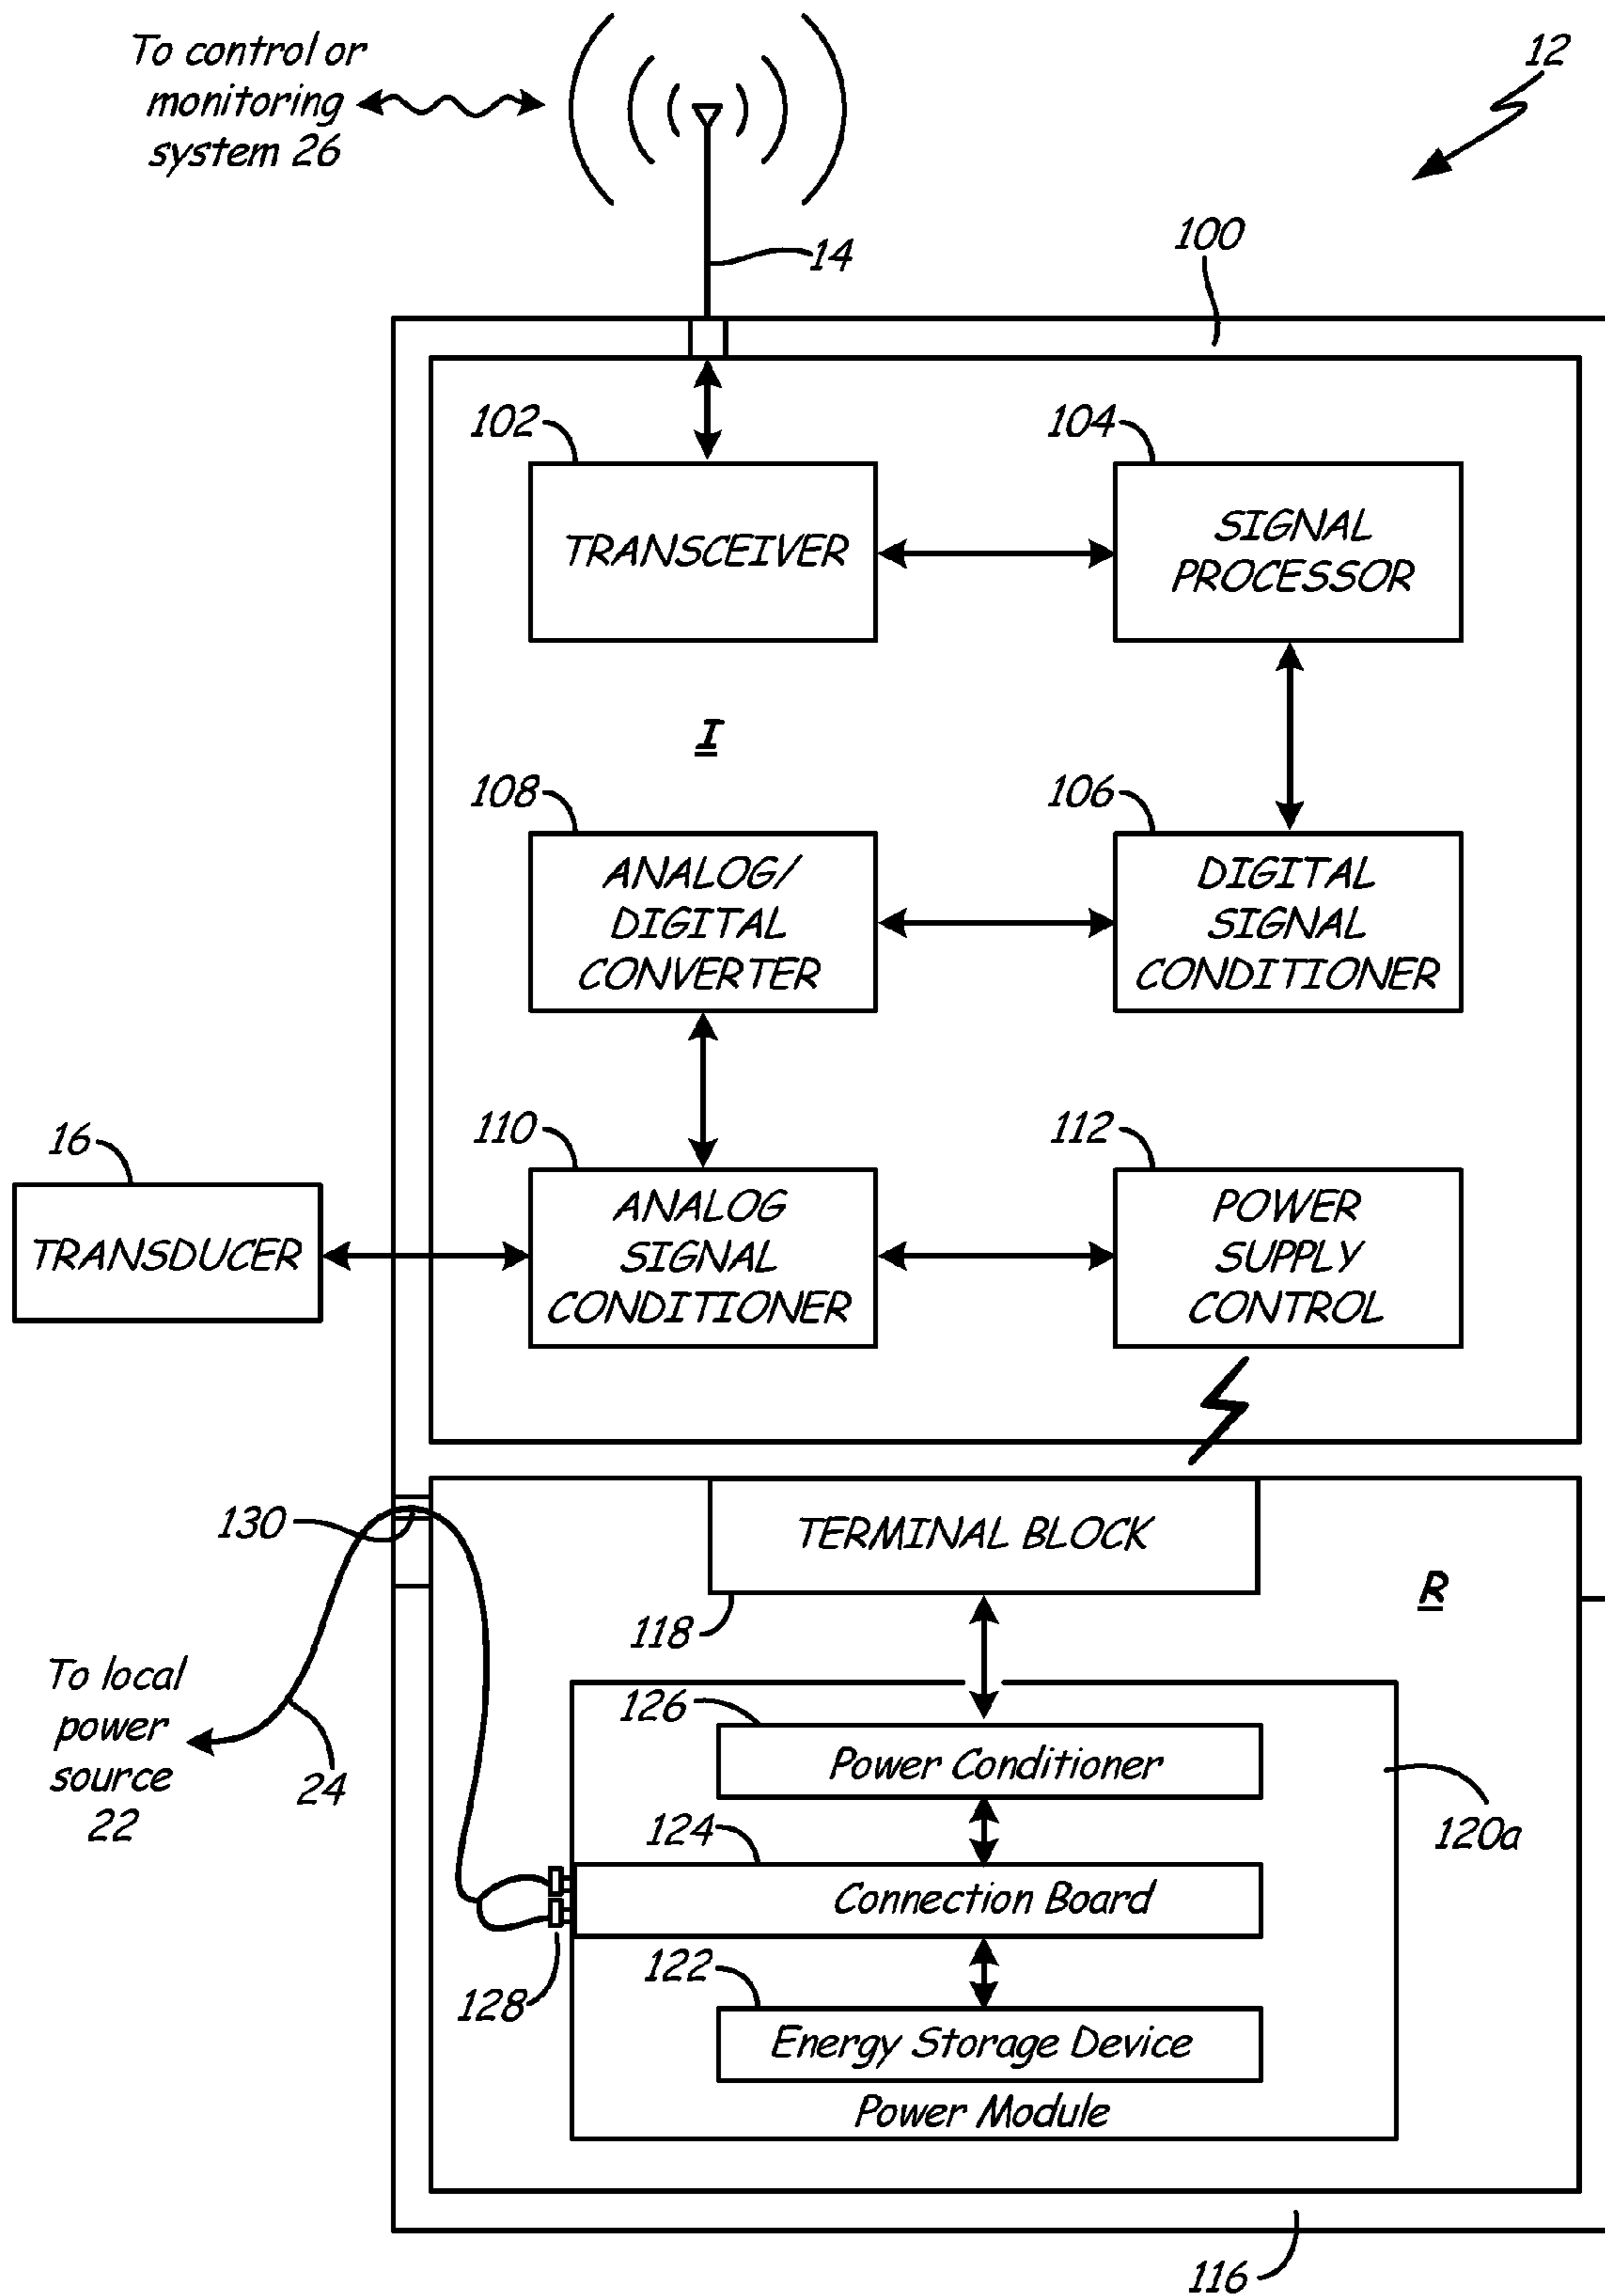 To control or
monitoring
system 26
12
14
100
102
104
TRANSCEIVER
SIGNAL
PROCESSOR
I
108
106
ANALOG/
DIGITAL
CONVERTER
DIGITAL
SIGNAL
CONDITIONER
16
110
112
TRANSDUCER
ANALOG
SIGNAL
CONDITIONER
POWER
SUPPLY
CONTROL
130
TERMINAL BLOCK
R
118
To local
power
source
22
24
126
Power Conditioner
120a
124
Connection Board
128
122
Energy Storage Device
Power Module
116